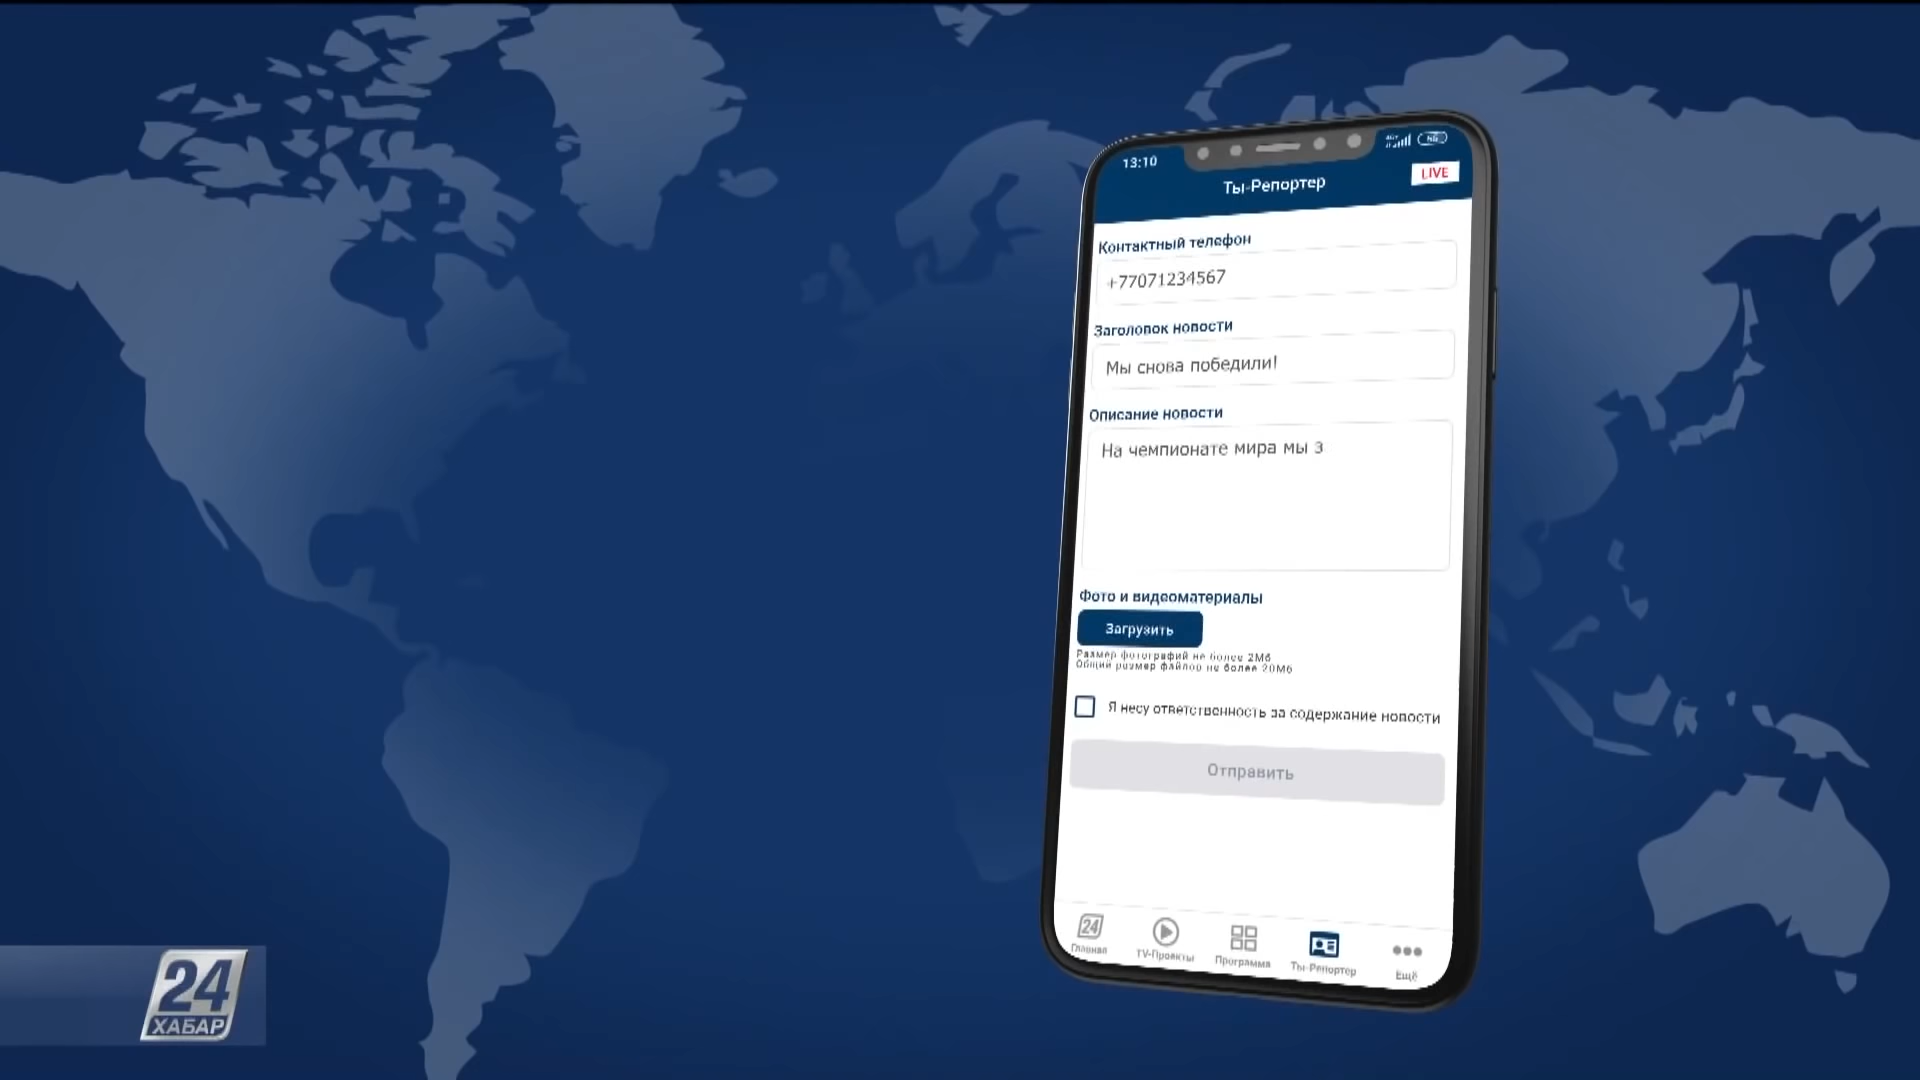 13:10
Ты-Репортер
LIVE
Контактный телефон
+77071234567
Заголовок новости
Мы снова победили!
Описание новости
На чемпионате мира мы з
Фото и видеоматериалы
Загрузить
Размер фотографий не более 2Мб
Общий размер файлов не более 20Мб
Я несу ответственность за содержание новости
Отправить
24
Главная
TV-Проекты
Программа
Ты-Репортер
Ещё
24
ХАБАР